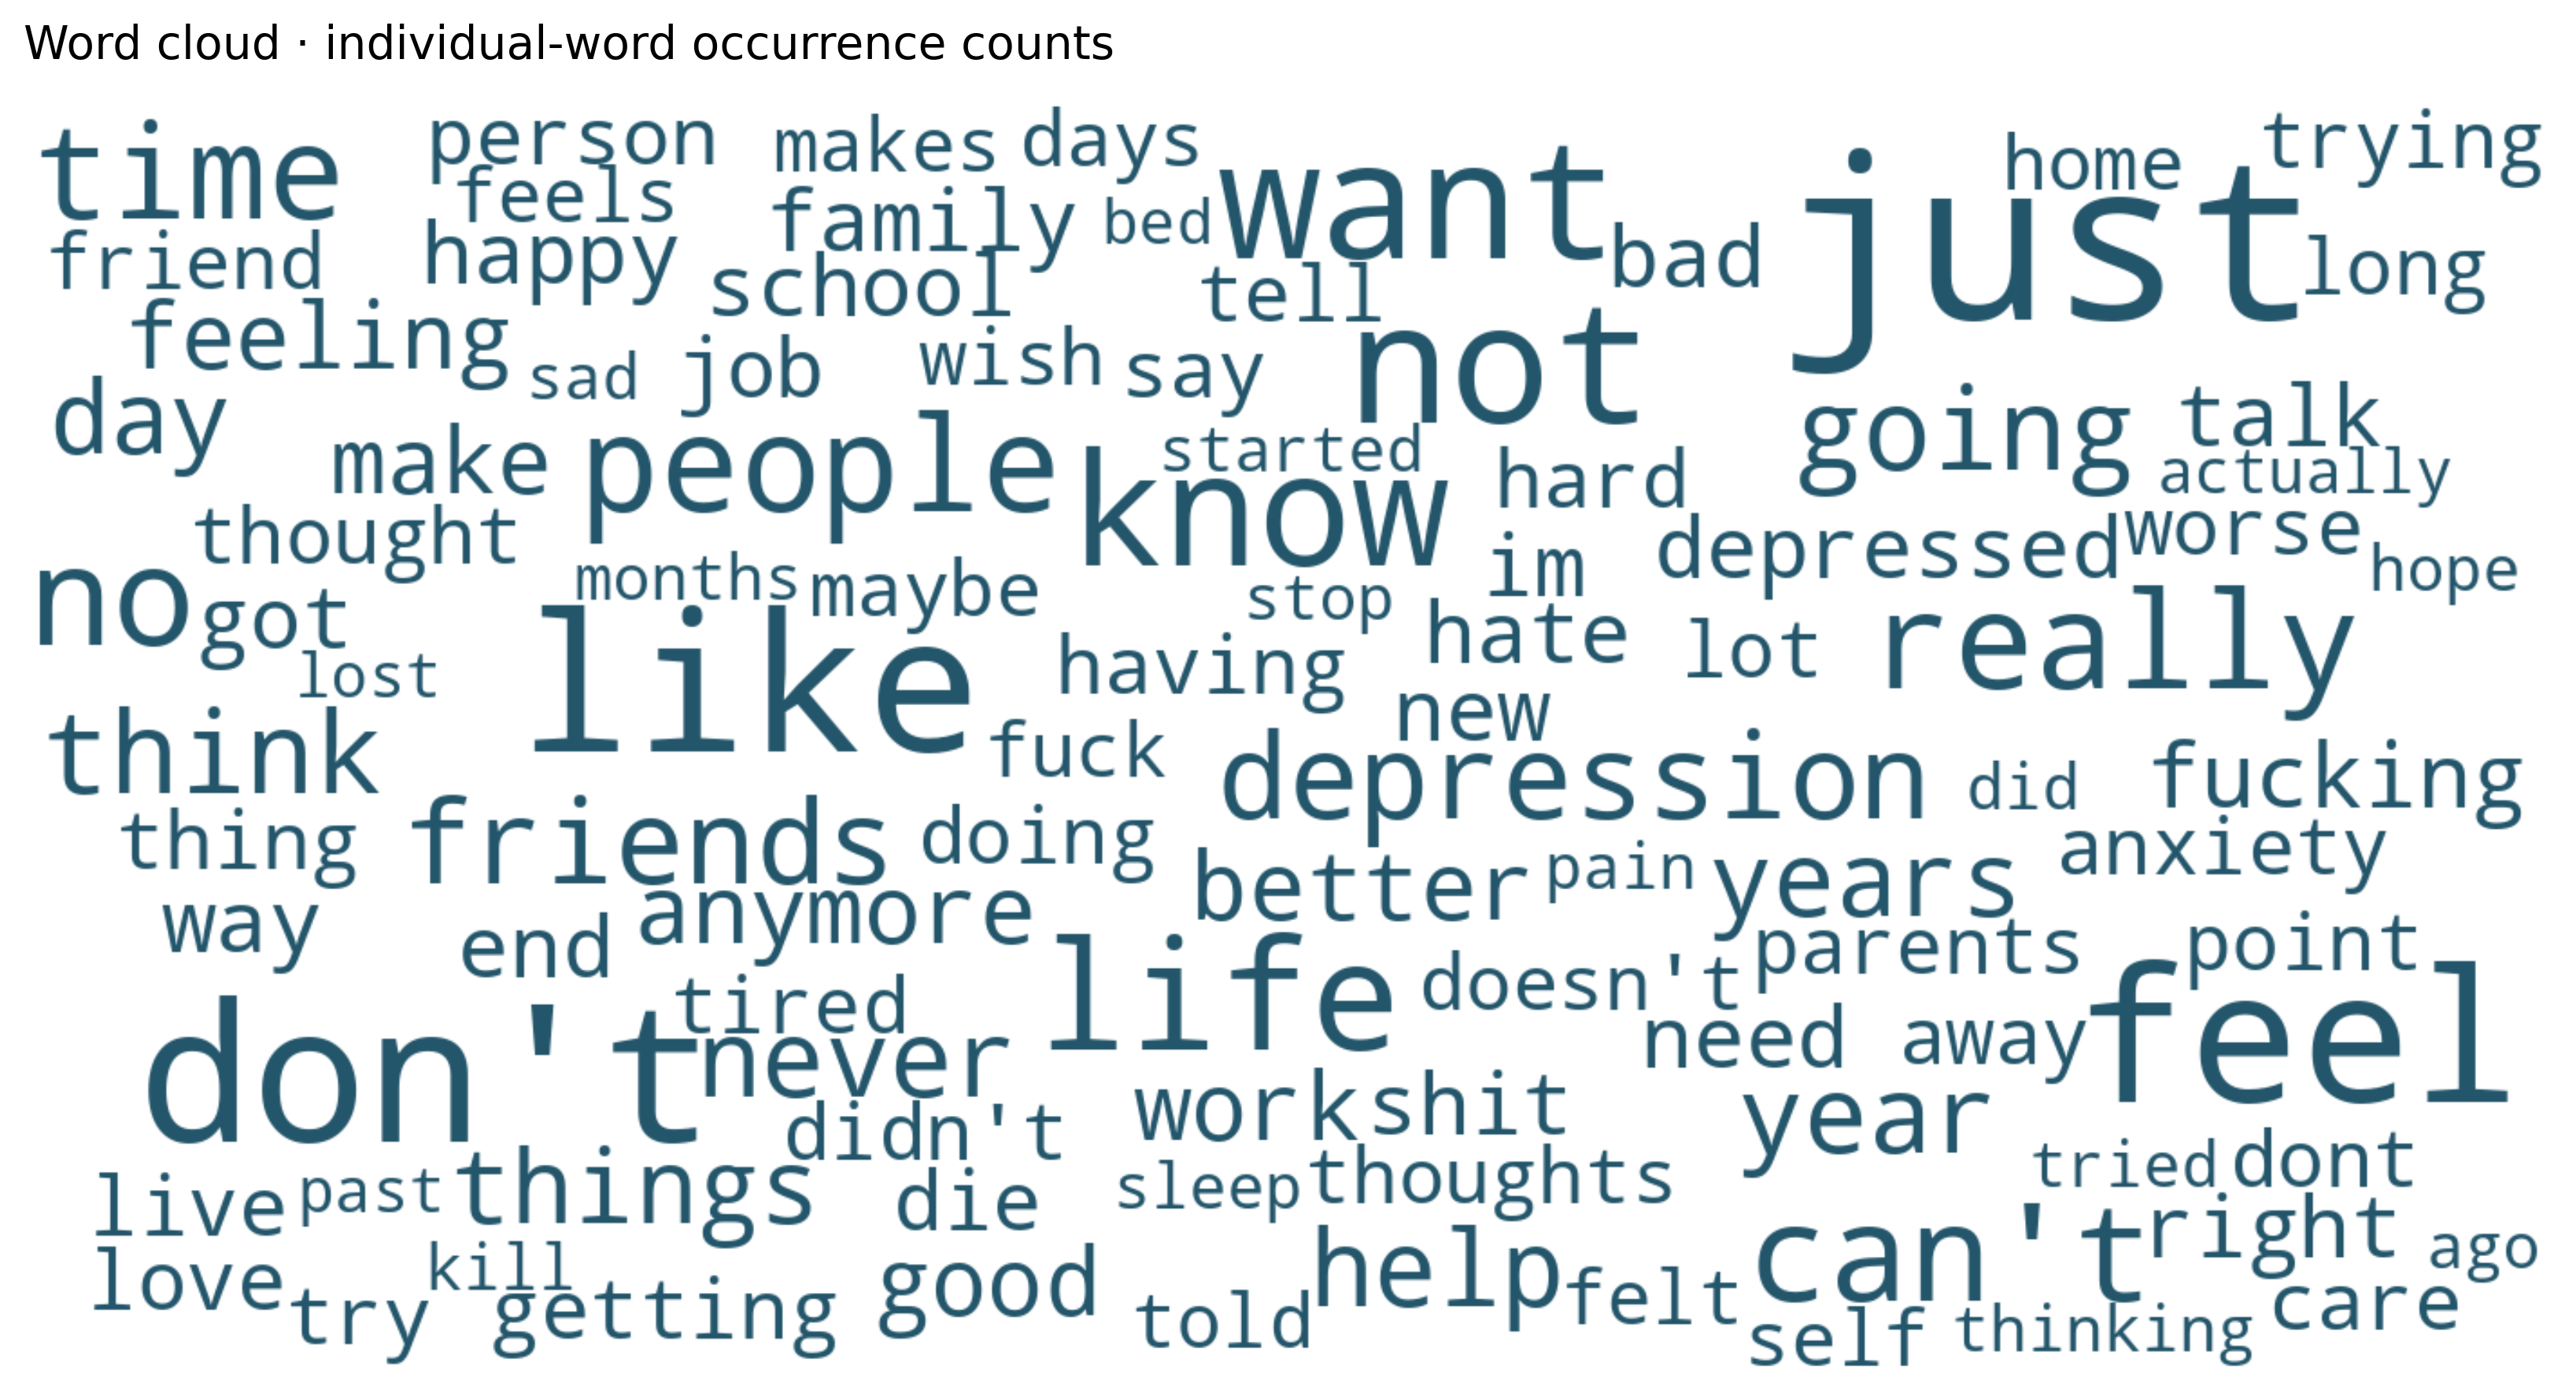 Word cloud · individual-word occurrence counts
time person makes days want just home trying
feels family bed
friend happy school tell bad long
feeling sad job wish say not
day make people started know hard going talk
actually
thought months maybe stop im depressed worse hope
no got like having hate lot really
lost new
think fuck depression did fucking
thing friends doing better pain years anxiety
way end anymore life doesn't parents point
don't tired never need away feel
didn't work shit year
live past things die sleep thoughts tried dont
love kill getting good help can't right ago
try told felt self thinking care